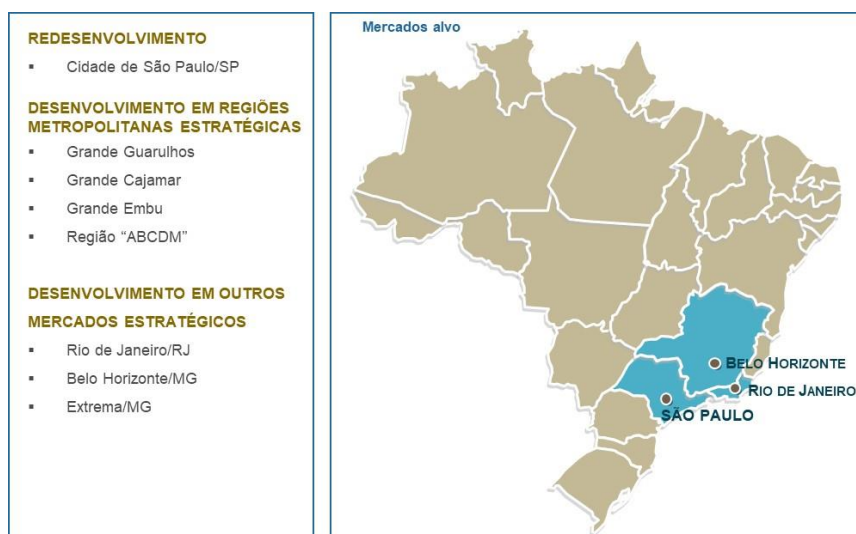 REDESENVOLVIMENTO
▪ Cidade de São Paulo/SP
DESENVOLVIMENTO EM REGIÕES
METROPOLITANAS ESTRATÉGICAS
▪ Grande Guarulhos
▪ Grande Cajamar
▪ Grande Embu
▪ Região “ABCDM”
DESENVOLVIMENTO EM OUTROS
MERCADOS ESTRATÉGICOS
▪ Rio de Janeiro/RJ
▪ Belo Horizonte/MG
▪ Extrema/MG
Mercados alvo
BELO HORIZONTE
RIO DE JANEIRO
SÃO PAULO